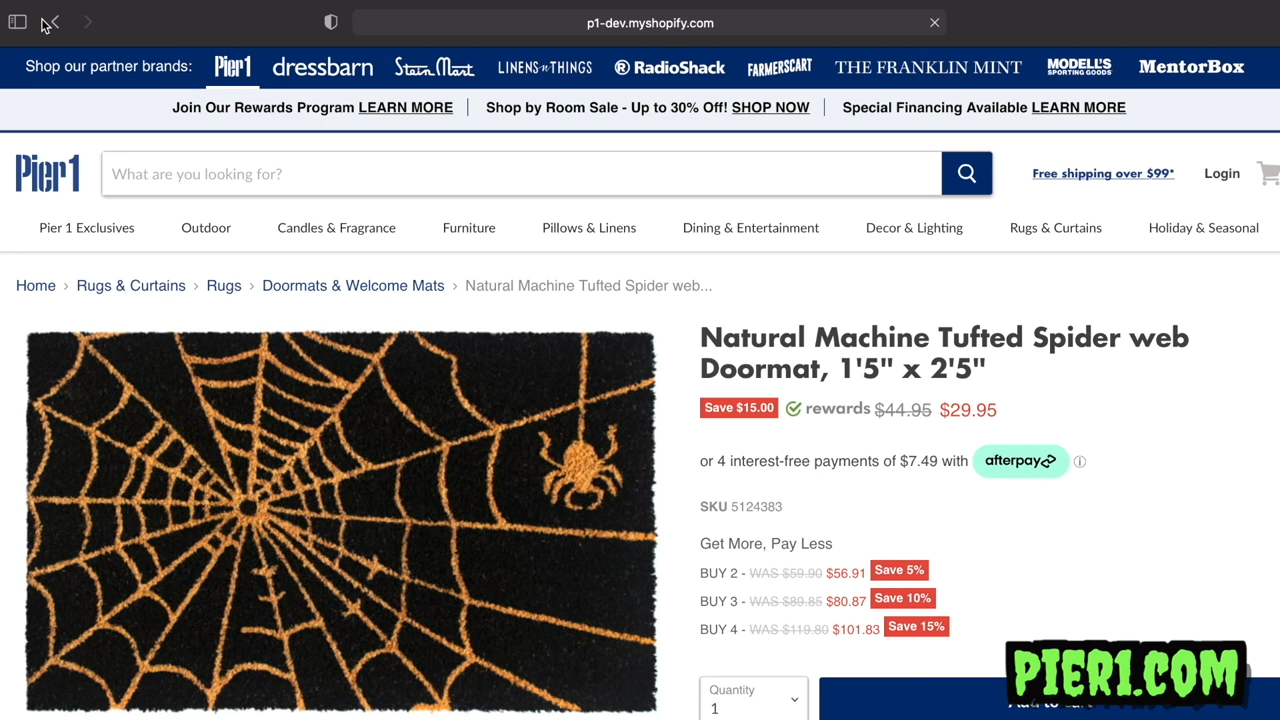 p1-dev.myshopify.com
Shop our partner brands: Pier1 dressbarn Stein Mart LINENS n THINGS RadioShack FARMERSCART THE FRANKLIN MINT MODELL'S SPORTING GOODS MentorBox
Join Our Rewards Program LEARN MORE Shop by Room Sale - Up to 30% Off! SHOP NOW Special Financing Available LEARN MORE
Pier1 What are you looking for? Free shipping over $99* Login
Pier 1 Exclusives Outdoor Candles & Fragrance Furniture Pillows & Linens Dining & Entertainment Decor & Lighting Rugs & Curtains Holiday & Seasonal
Home › Rugs & Curtains › Rugs › Doormats & Welcome Mats › Natural Machine Tufted Spider web...
Natural Machine Tufted Spider web
Doormat, 1'5" x 2'5"
Save $15.00 rewards $44.95 $29.95
or 4 interest-free payments of $7.49 with afterpay
SKU 5124383
Get More, Pay Less
BUY 2 - WAS $59.90 $56.91 Save 5%
BUY 3 - WAS $89.85 $80.87 Save 10%
BUY 4 - WAS $119.80 $101.83 Save 15%
PIER1.COM
Quantity
1
Add to cart